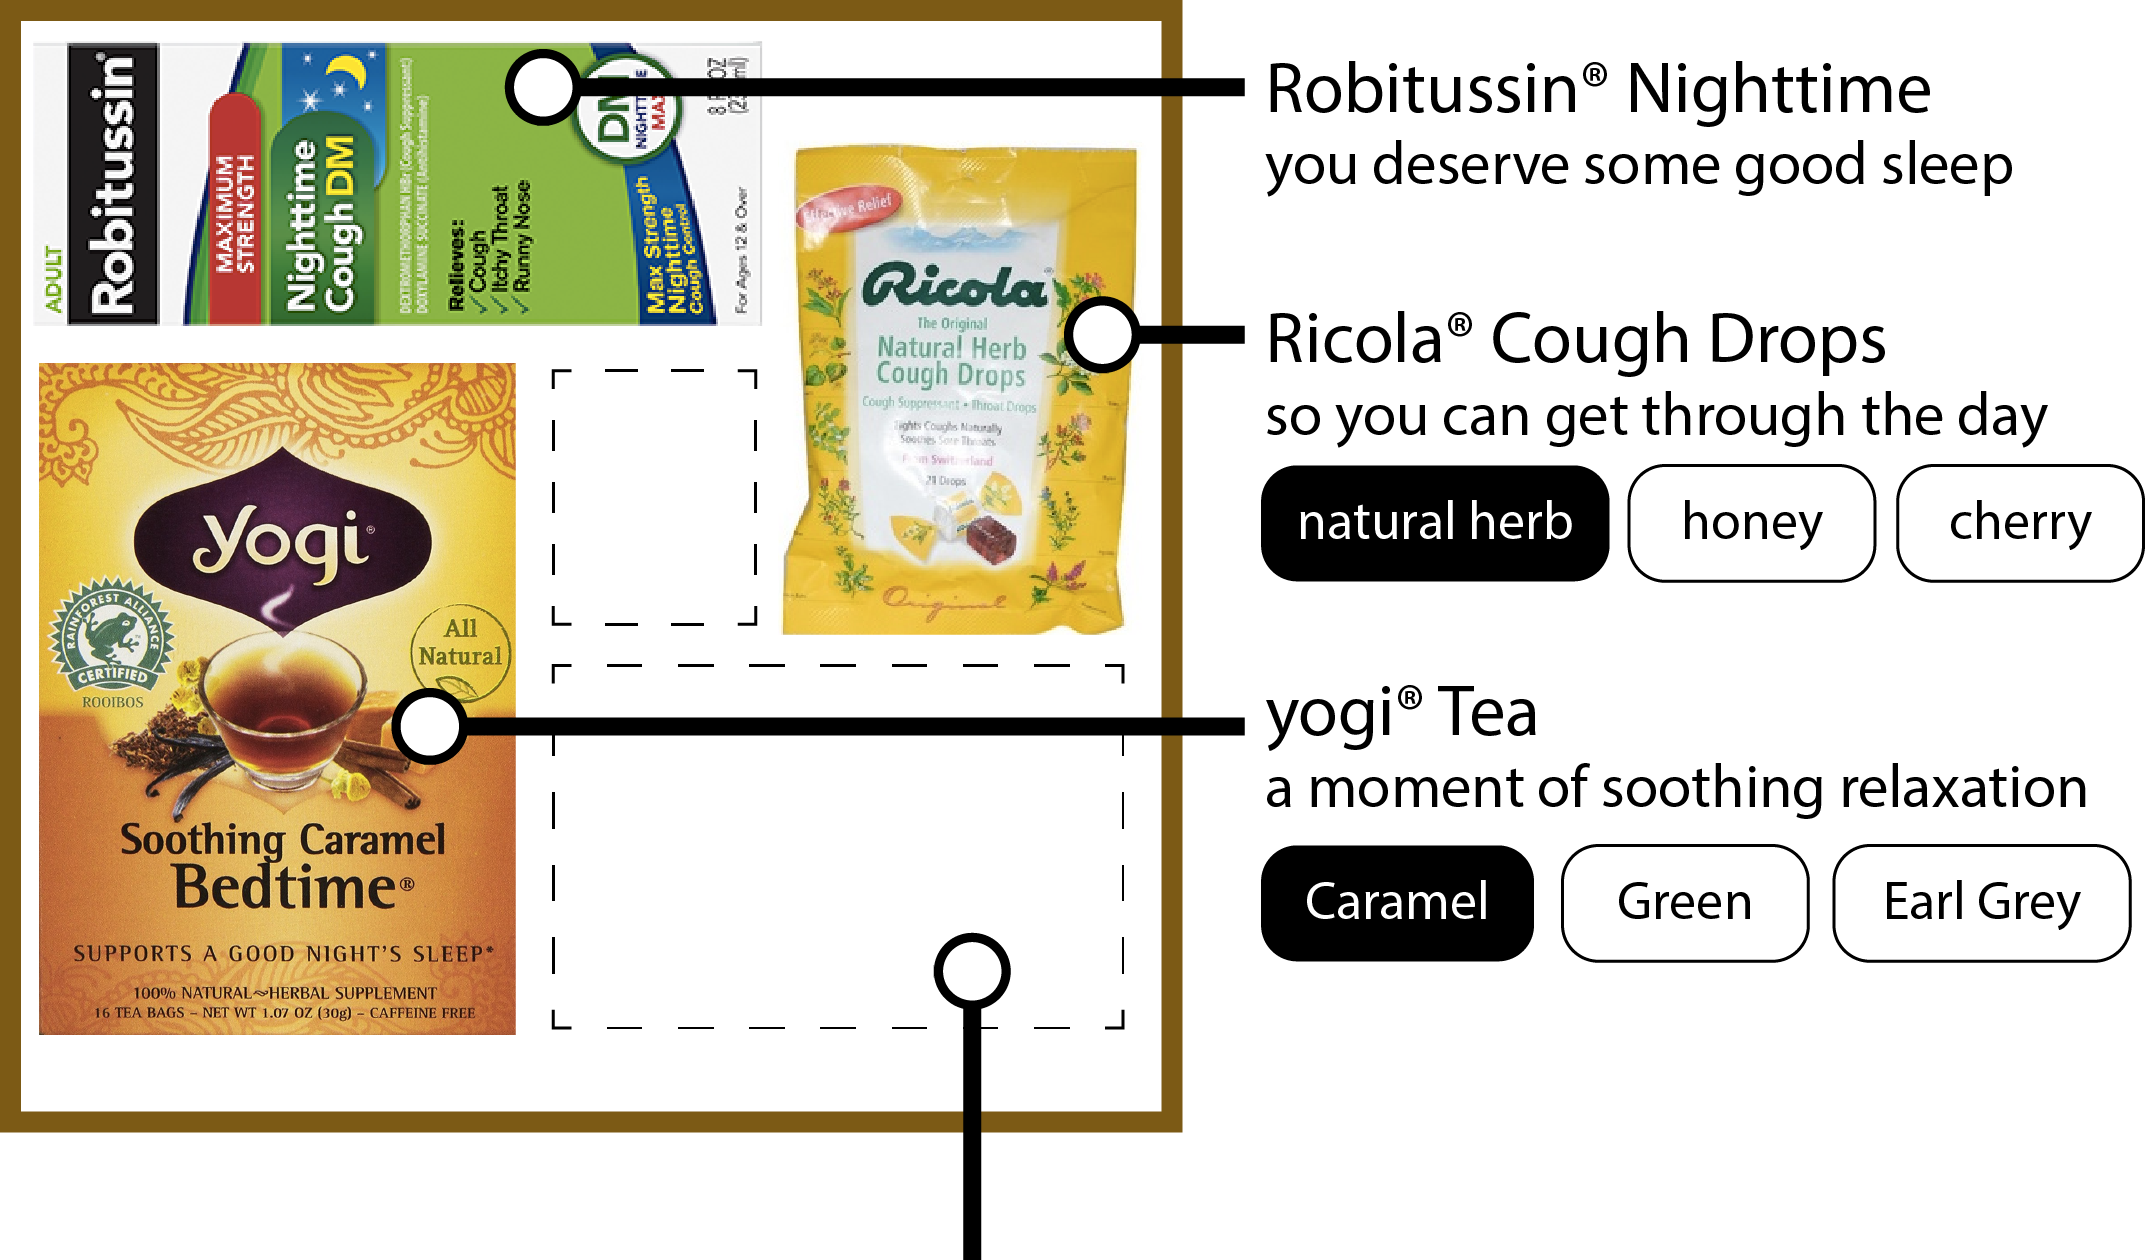 ADULT
Robitussin®
MAXIMUM
STRENGTH
Nighttime
Cough DM
DEXTROMETHORPHAN HBr (Cough Suppressant)
DOXYLAMINE SUCCINATE (Antihistamine)
Relieves:
✓Cough
✓Itchy Throat
✓Runny Nose
DM
NIGHTTIME
MAX
Max Strength
Nighttime
Cough Control
8 OZ
For Ages 12 & Over
Effective Relief
Ricola®
The Original
Natural Herb
Cough Drops
Cough Suppressant • Throat Drops
Fights Coughs Naturally
Soothes Sore Throats
From Switzerland
Drops
Original
yogi®
RAINFOREST ALLIANCE
CERTIFIED
ROOIBOS
All
Natural
Soothing Caramel
Bedtime®
SUPPORTS A GOOD NIGHT'S SLEEP*
100% NATURAL~HERBAL SUPPLEMENT
16 TEA BAGS – NET WT 1.07 OZ (30g) – CAFFEINE FREE
Robitussin® Nighttime
you deserve some good sleep
Ricola® Cough Drops
so you can get through the day
natural herb honey cherry
yogi® Tea
a moment of soothing relaxation
Caramel Green Earl Grey